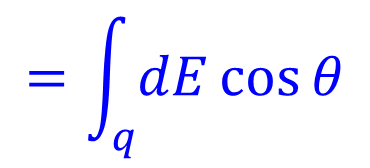 = ∫_q dE cos θ